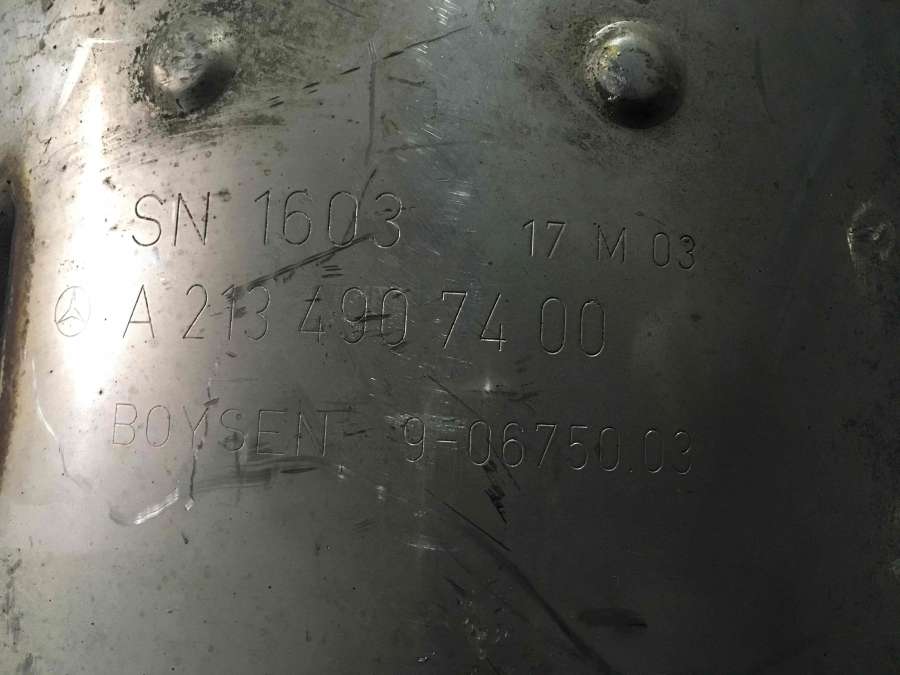 SN 1603 17 M 03
A 213 490 74 00
BOYSEN 9-06750.03